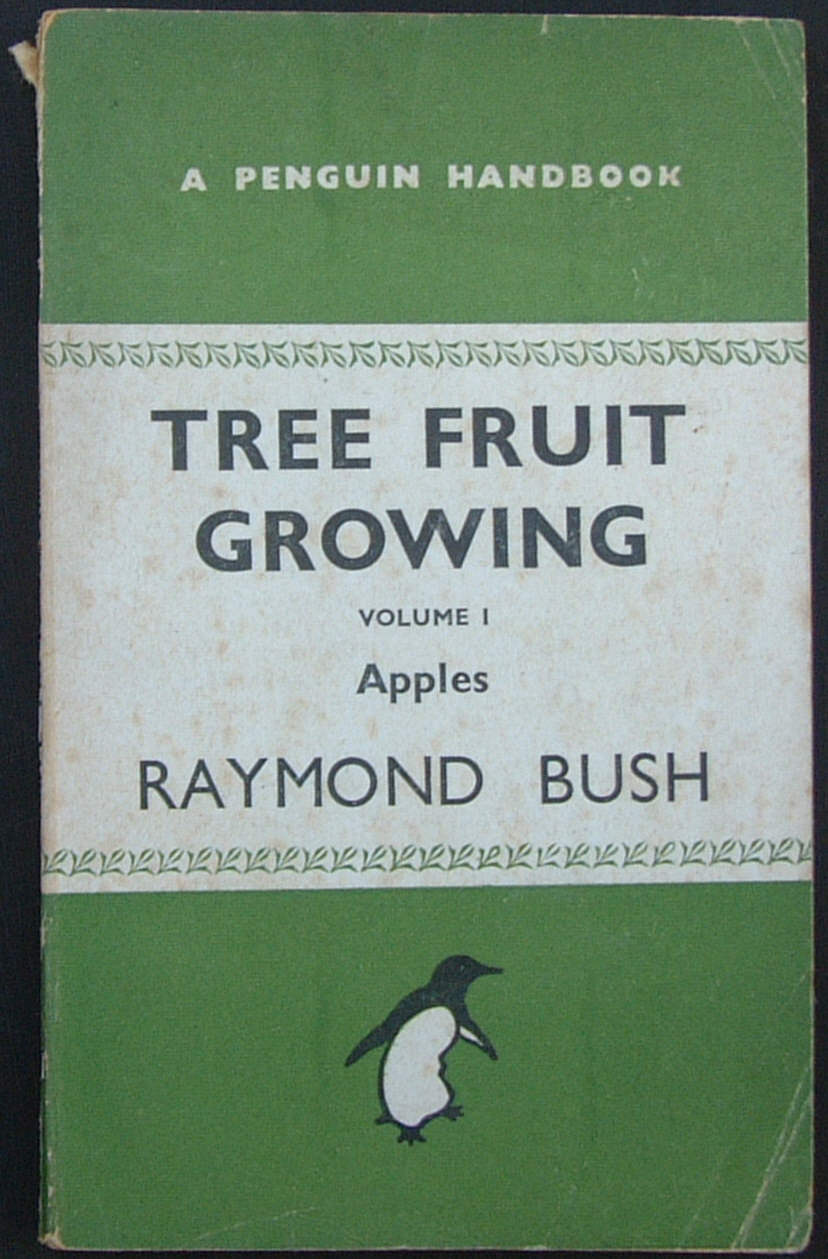 A PENGUIN HANDBOOK
TREE FRUIT
GROWING
VOLUME I
Apples
RAYMOND BUSH